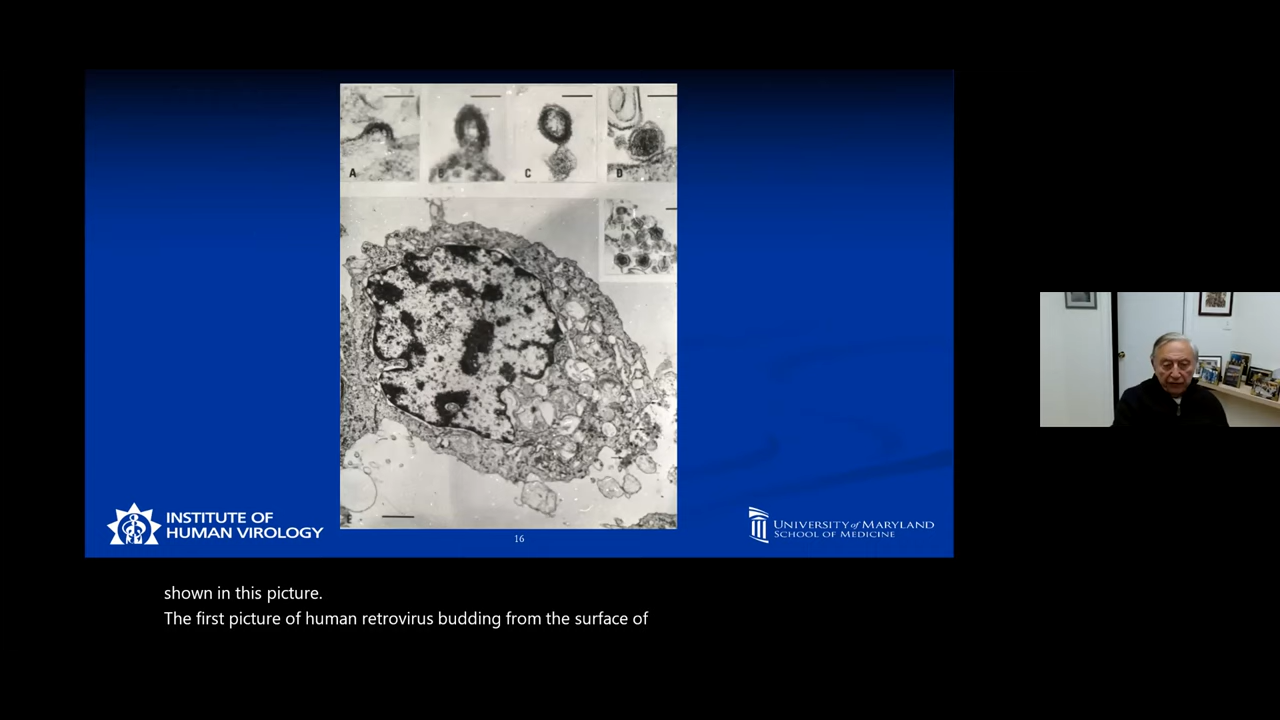 A
B
C
D
E
INSTITUTE OF
HUMAN VIROLOGY
16
UNIVERSITY of MARYLAND
SCHOOL OF MEDICINE
shown in this picture.
The first picture of human retrovirus budding from the surface of